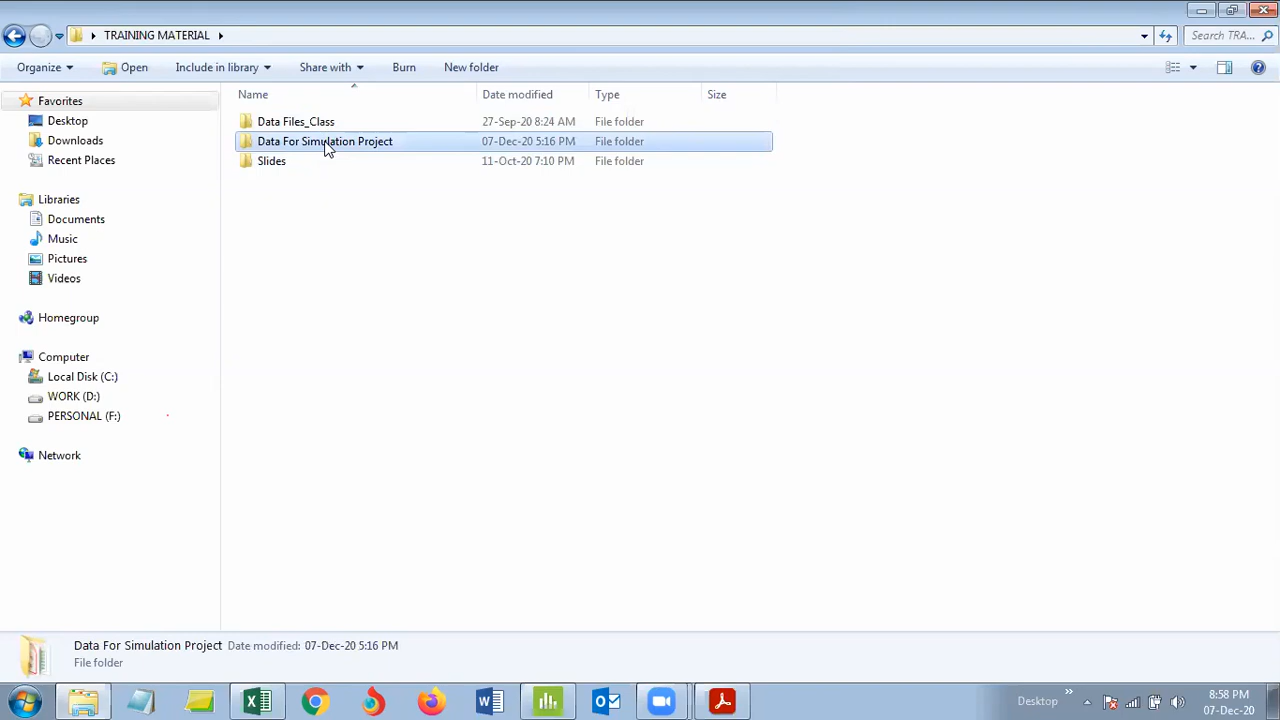 TRAINING MATERIAL
Search TRA...
Organize Open Include in library Share with Burn New folder
Name Date modified Type Size
Favorites
Desktop
Downloads
Recent Places
Libraries
Documents
Music
Pictures
Videos
Homegroup
Computer
Local Disk (C:)
WORK (D:)
PERSONAL (F:)
Network
Data Files_Class 27-Sep-20 8:24 AM File folder
Data For Simulation Project 07-Dec-20 5:16 PM File folder
Slides 11-Oct-20 7:10 PM File folder
Data For Simulation Project Date modified: 07-Dec-20 5:16 PM
File folder
Desktop
8:58 PM
07-Dec-20